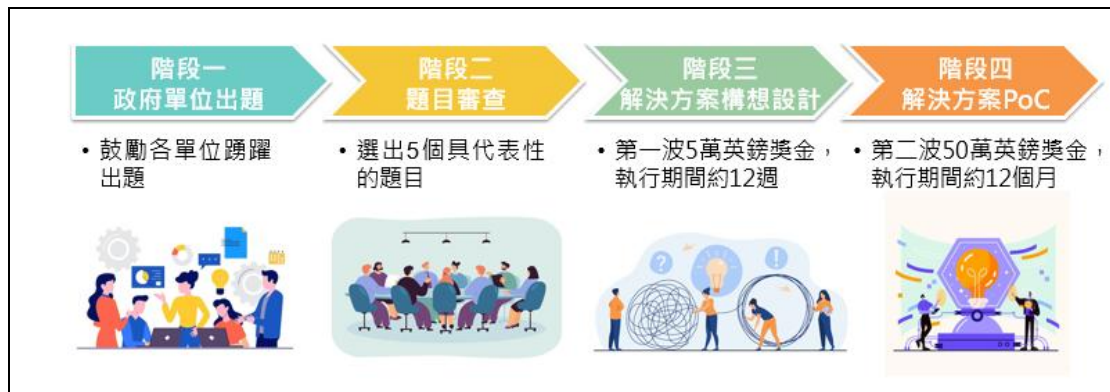 階段一
政府單位出題
階段二
題目審查
階段三
解決方案構想設計
階段四
解決方案PoC
• 鼓勵各單位踴躍
出題
• 選出5個具代表性
的題目
• 第一波5萬英鎊獎金，
執行期間約12週
• 第二波50萬英鎊獎金，
執行期間約12個月